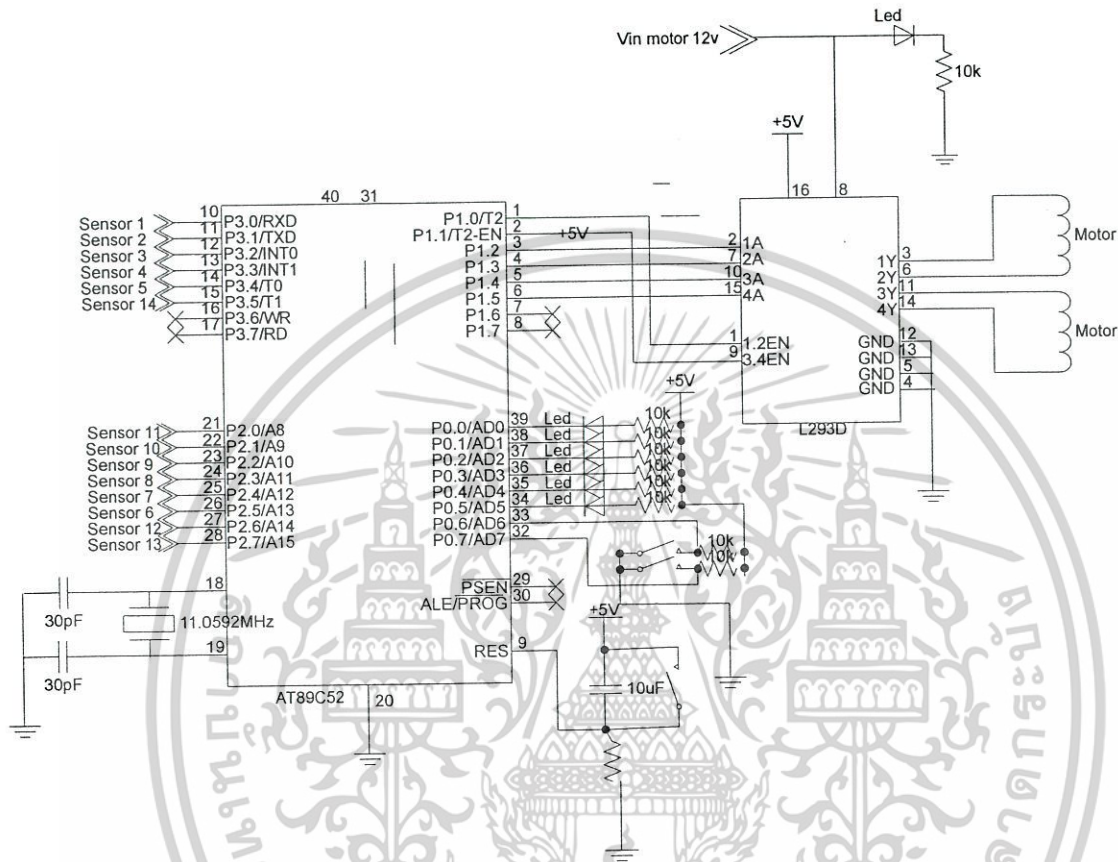 Led
Vin motor 12v
10k
+5V
40 31
16 8
10 P3.0/RXD
11 P3.1/TXD
12 P3.2/INT0
13 P3.3/INT1
14 P3.4/T0
15 P3.5/T1
16 P3.6/WR
17 P3.7/RD
Sensor 1
Sensor 2
Sensor 3
Sensor 4
Sensor 5
Sensor 14
P1.0/T2 1
P1.1/T2-EN 2
+5V
P1.2 3
P1.3 4
P1.4 5
P1.5 6
P1.6 7
P1.7 8
2 1A
7 2A
10 3A
15 4A
1 1.2EN
9 3.4EN
1Y 3
2Y 6
3Y 11
4Y 14
GND 12
GND 13
GND 5
GND 4
Motor
Motor
L293D
+5V
Sensor 11
Sensor 10
Sensor 9
Sensor 8
Sensor 7
Sensor 6
Sensor 12
Sensor 13
21 P2.0/A8
22 P2.1/A9
23 P2.2/A10
24 P2.3/A11
25 P2.4/A12
26 P2.5/A13
27 P2.6/A14
28 P2.7/A15
P0.0/AD0 39 Led 10k
P0.1/AD1 38 Led 10k
P0.2/AD2 37 Led 10k
P0.3/AD3 36 Led 10k
P0.4/AD4 35 Led 10k
P0.5/AD5 34 Led 10k
P0.6/AD6 33
P0.7/AD7 32
10k
10k
PSEN 29
ALE/PROG 30
+5V
RES 9
10uF
18
30pF
11.0592MHz
19
30pF
AT89C52
20